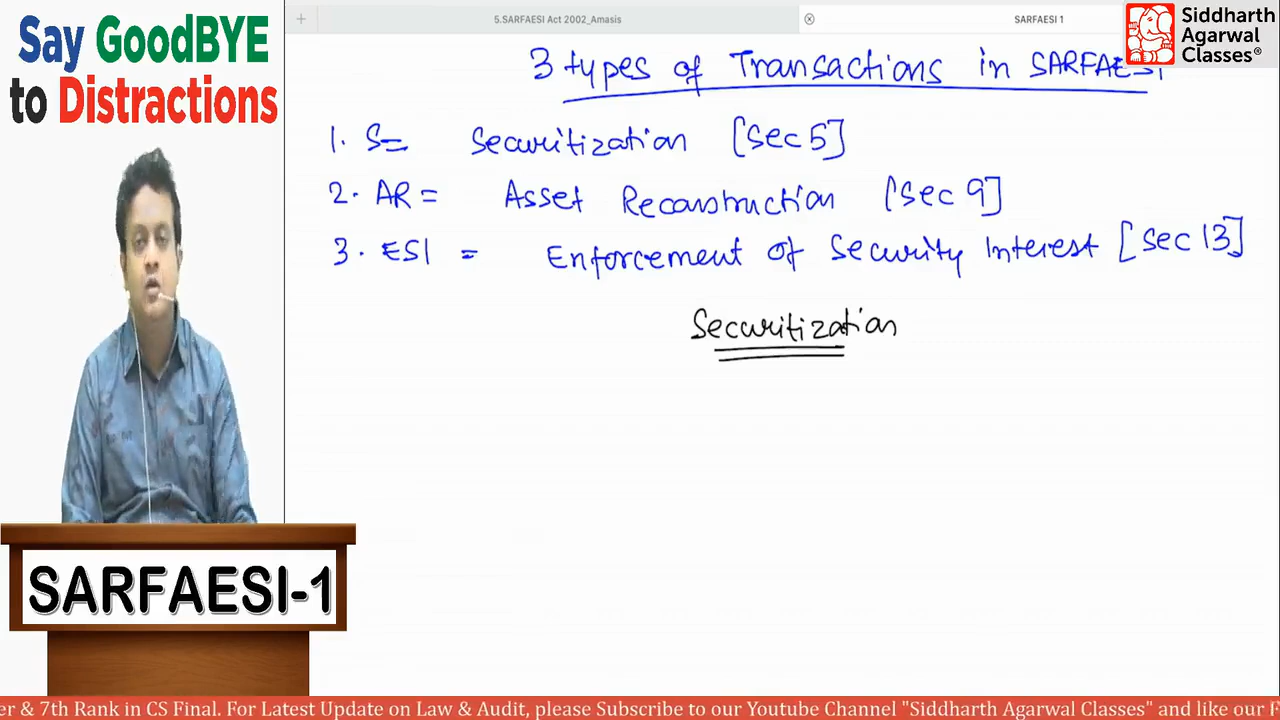 Say GoodBYE
to Distractions
5.SARFAESI Act 2002_Amasis
SARFAESI 1
Siddharth
Agarwal
Classes®
3 types of Transactions in SARFAESI
1. S = Securitization [Sec 5]
2. AR = Asset Reconstruction [Sec 9]
3. ESI = Enforcement of Security Interest [Sec 13]
Securitization
SARFAESI-1
er & 7th Rank in CS Final. For Latest Update on Law & Audit, please Subscribe to our Youtube Channel "Siddharth Agarwal Classes" and like our F